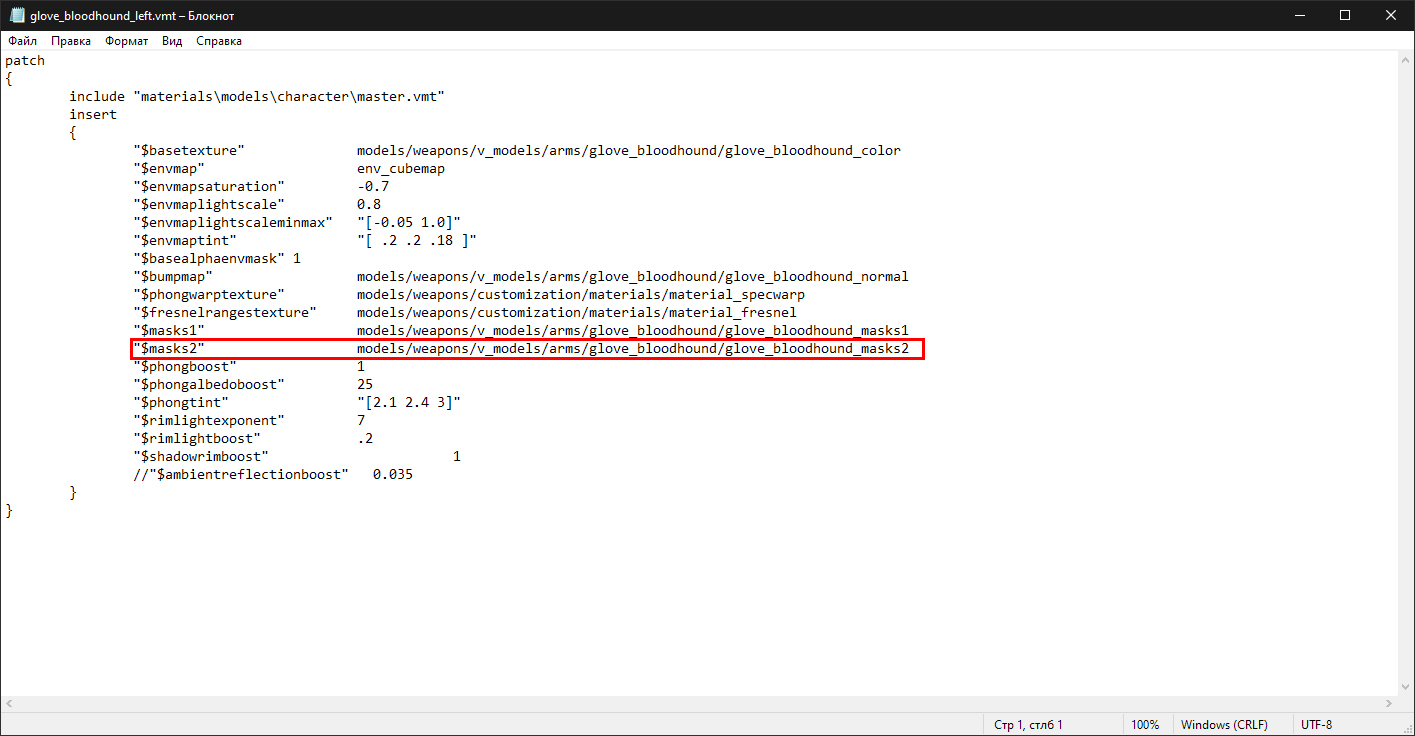 glove_bloodhound_left.vmt – Блокнот
Файл Правка Формат Вид Справка
patch
{
include "materials\models\character\master.vmt"
insert
{
"$basetexture" models/weapons/v_models/arms/glove_bloodhound/glove_bloodhound_color
"$envmap" env_cubemap
"$envmapsaturation" -0.7
"$envmaplightscale" 0.8
"$envmaplightscaleminmax" "[-0.05 1.0]"
"$envmaptint" "[ .2 .2 .18 ]"
"$basealphaenvmask" 1
"$bumpmap" models/weapons/v_models/arms/glove_bloodhound/glove_bloodhound_normal
"$phongwarptexture" models/weapons/customization/materials/material_specwarp
"$fresnelrangestexture" models/weapons/customization/materials/material_fresnel
"$masks1" models/weapons/v_models/arms/glove_bloodhound/glove_bloodhound_masks1
"$masks2" models/weapons/v_models/arms/glove_bloodhound/glove_bloodhound_masks2
"$phongboost" 1
"$phongalbedoboost" 25
"$phongtint" "[2.1 2.4 3]"
"$rimlightexponent" 7
"$rimlightboost" .2
"$shadowrimboost" 1
//"$ambientreflectionboost" 0.035
}
}
Стр 1, стлб 1 100% Windows (CRLF) UTF-8